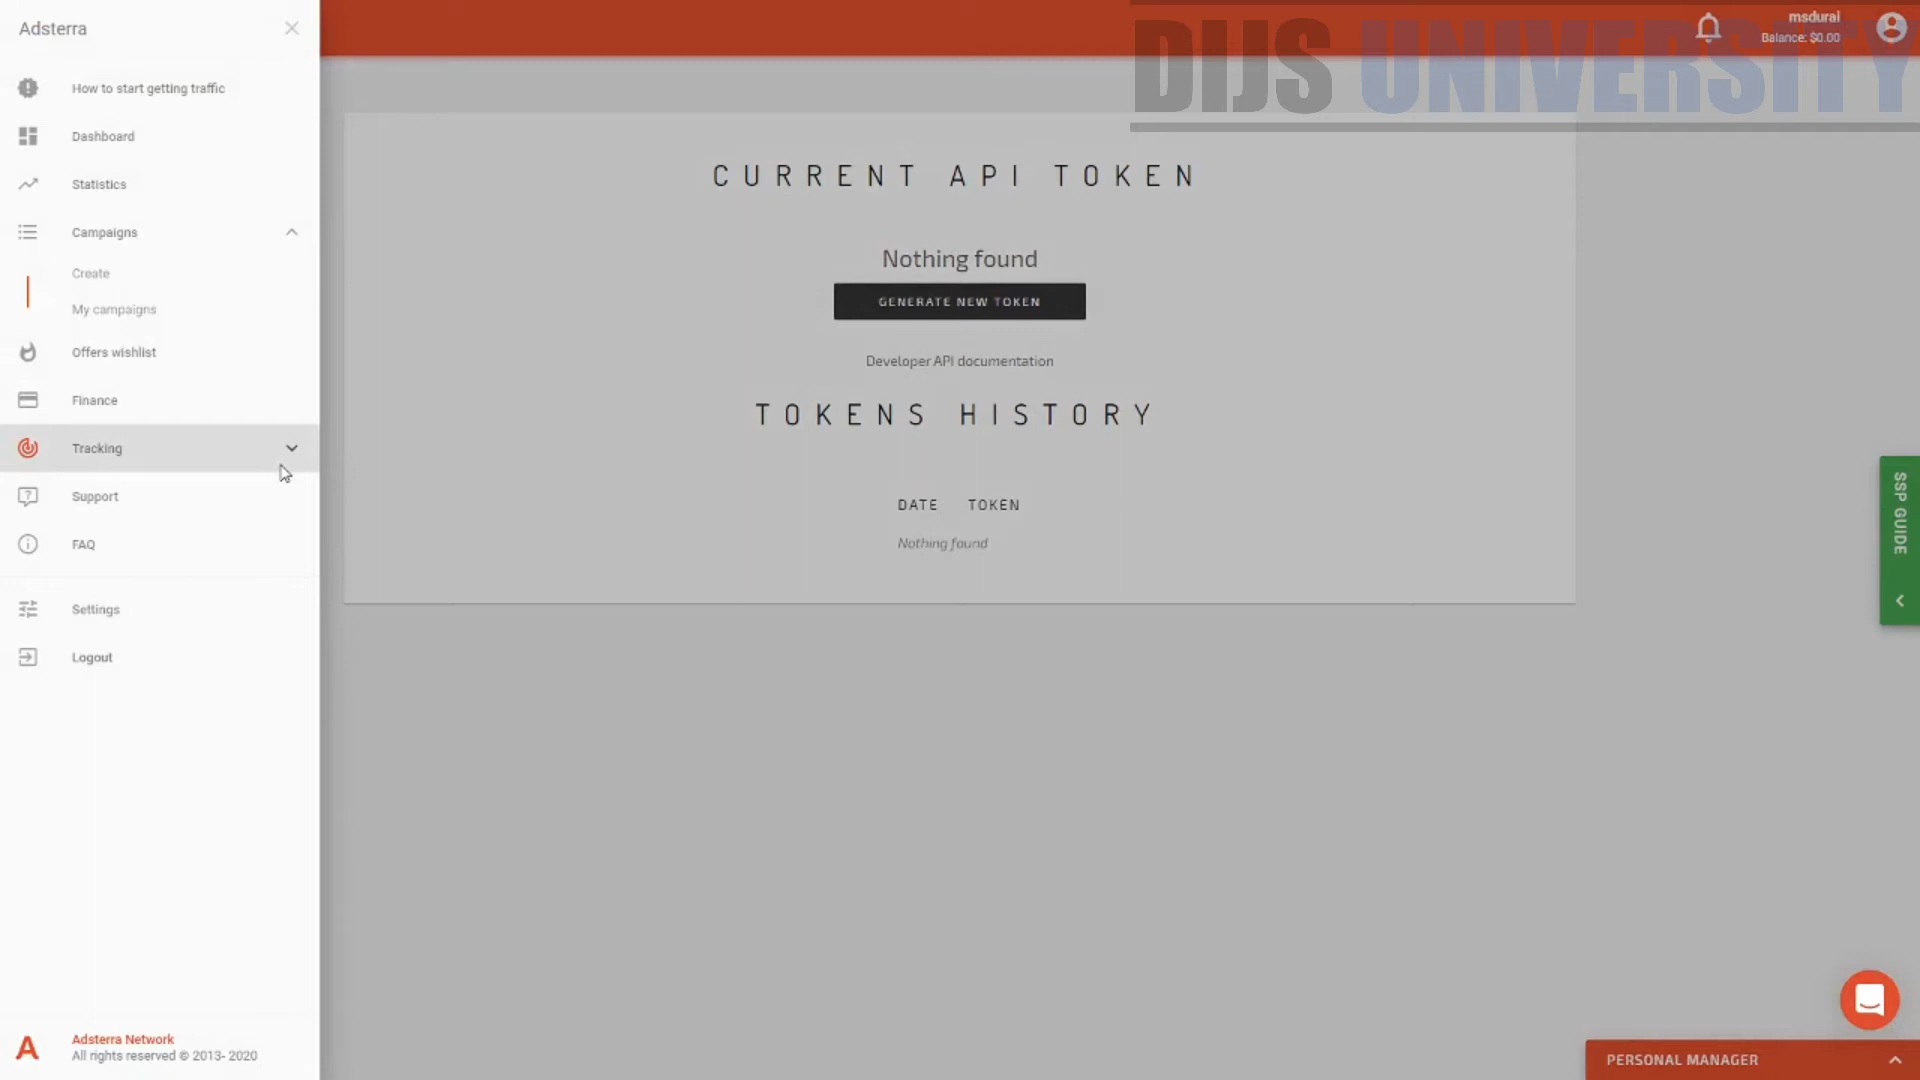 Adsterra
How to start getting traffic
Dashboard
Statistics
Campaigns
Create
My campaigns
Offers wishlist
Finance
Tracking
Support
FAQ
Settings
Logout
A
Adsterra Network
All rights reserved © 2013- 2020
DIJS UNIVERSITY
msdurai
Balance: $0.00
CURRENT API TOKEN
Nothing found
GENERATE NEW TOKEN
Developer API documentation
TOKENS HISTORY
DATE TOKEN
Nothing found
SSP GUIDE
PERSONAL MANAGER